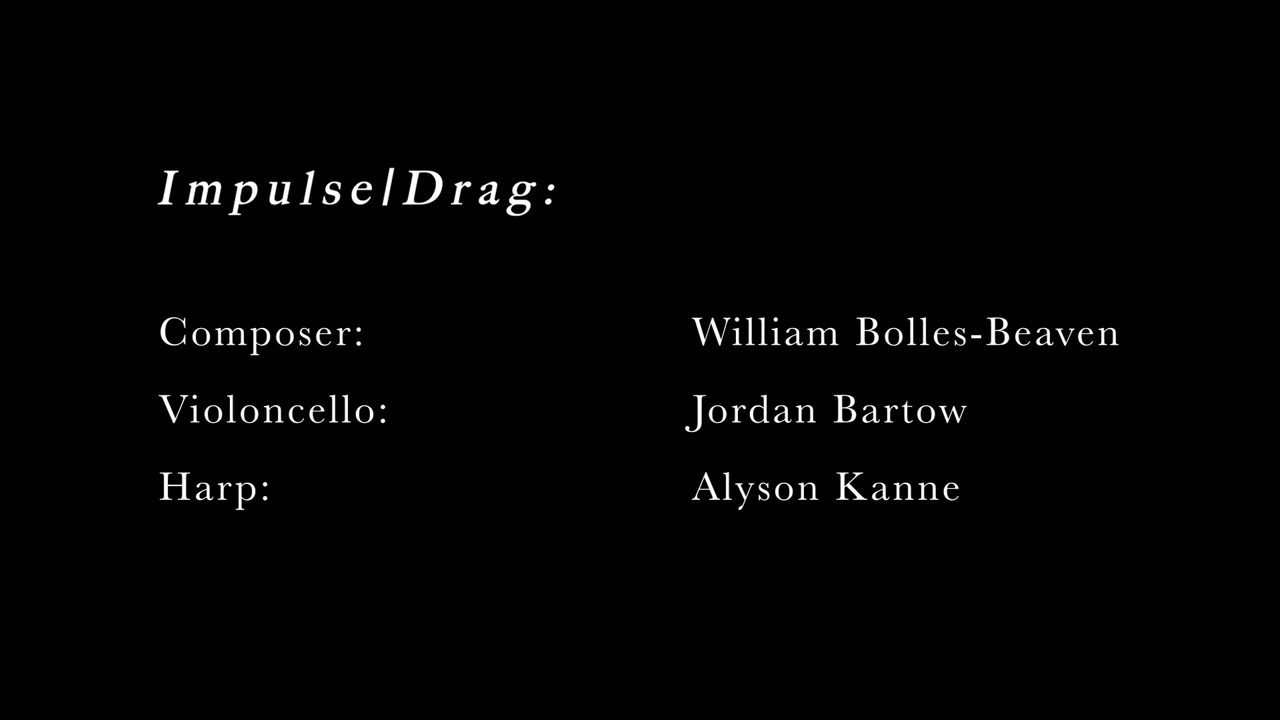 Impulse|Drag:
Composer: William Bolles-Beaven
Violoncello: Jordan Bartow
Harp: Alyson Kanne